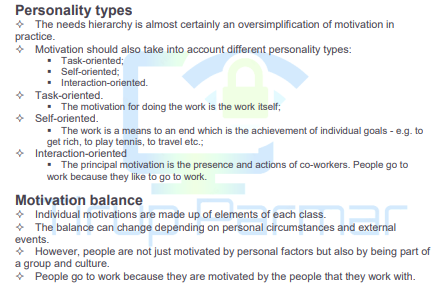 Personality types
✧ The needs hierarchy is almost certainly an oversimplification of motivation in
practice.
✧ Motivation should also take into account different personality types:
▪ Task-oriented;
▪ Self-oriented;
▪ Interaction-oriented.
✧ Task-oriented.
▪ The motivation for doing the work is the work itself;
✧ Self-oriented.
▪ The work is a means to an end which is the achievement of individual goals - e.g. to
get rich, to play tennis, to travel etc.;
✧ Interaction-oriented
▪ The principal motivation is the presence and actions of co-workers. People go to
work because they like to go to work.
Motivation balance
✧ Individual motivations are made up of elements of each class.
✧ The balance can change depending on personal circumstances and external
events.
✧ However, people are not just motivated by personal factors but also by being part of
a group and culture.
✧ People go to work because they are motivated by the people that they work with.